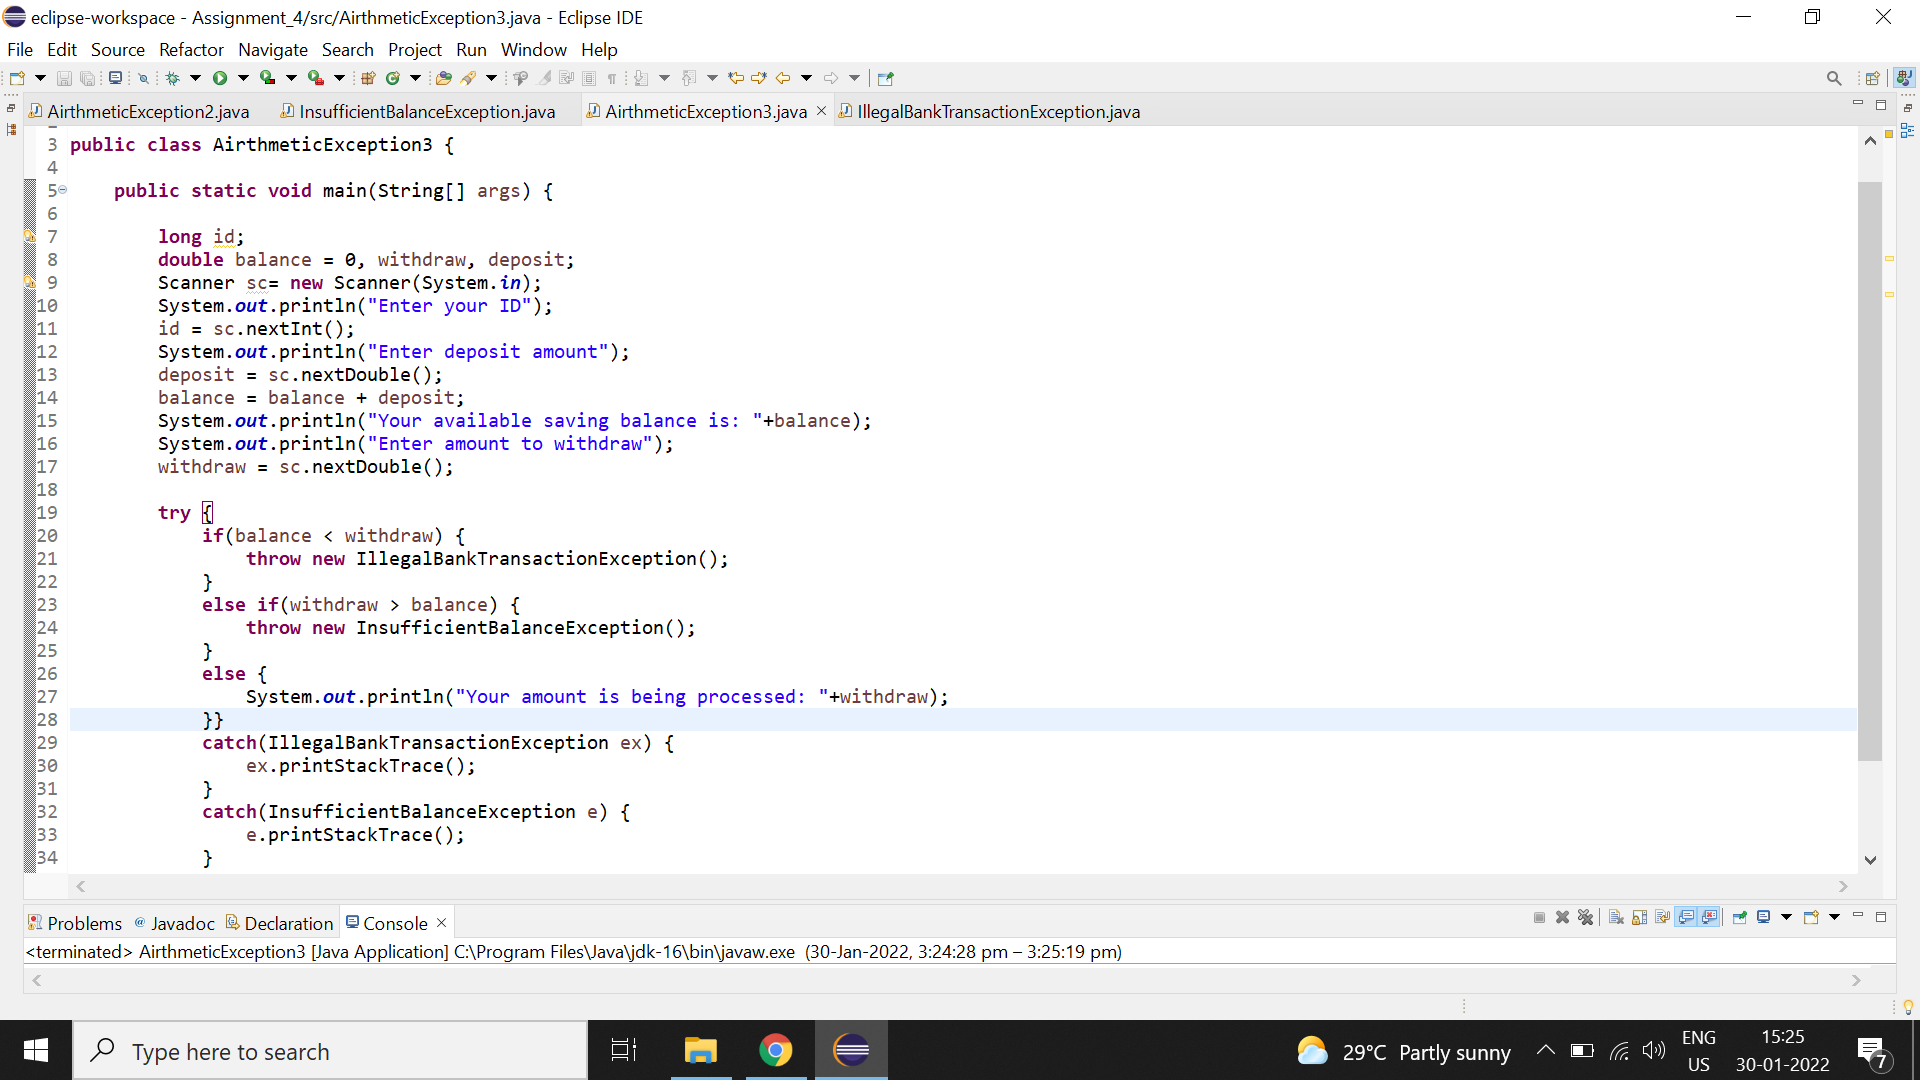 eclipse-workspace - Assignment_4/src/AirthmeticException3.java - Eclipse IDE
File Edit Source Refactor Navigate Search Project Run Window Help
AirthmeticException2.java InsufficientBalanceException.java AirthmeticException3.java IllegalBankTransactionException.java
3 public class AirthmeticException3 {
4
5 public static void main(String[] args) {
6
7 long id;
8 double balance = 0, withdraw, deposit;
9 Scanner sc= new Scanner(System.in);
10 System.out.println("Enter your ID");
11 id = sc.nextInt();
12 System.out.println("Enter deposit amount");
13 deposit = sc.nextDouble();
14 balance = balance + deposit;
15 System.out.println("Your available saving balance is: "+balance);
16 System.out.println("Enter amount to withdraw");
17 withdraw = sc.nextDouble();
18
19 try {
20 if(balance < withdraw) {
21 throw new IllegalBankTransactionException();
22 }
23 else if(withdraw > balance) {
24 throw new InsufficientBalanceException();
25 }
26 else {
27 System.out.println("Your amount is being processed: "+withdraw);
28 }}
29 catch(IllegalBankTransactionException ex) {
30 ex.printStackTrace();
31 }
32 catch(InsufficientBalanceException e) {
33 e.printStackTrace();
34 }
Problems Javadoc Declaration Console
<terminated> AirthmeticException3 [Java Application] C:\Program Files\Java\jdk-16\bin\javaw.exe (30-Jan-2022, 3:24:28 pm – 3:25:19 pm)
Type here to search
29°C Partly sunny
ENG
US
15:25
30-01-2022
7